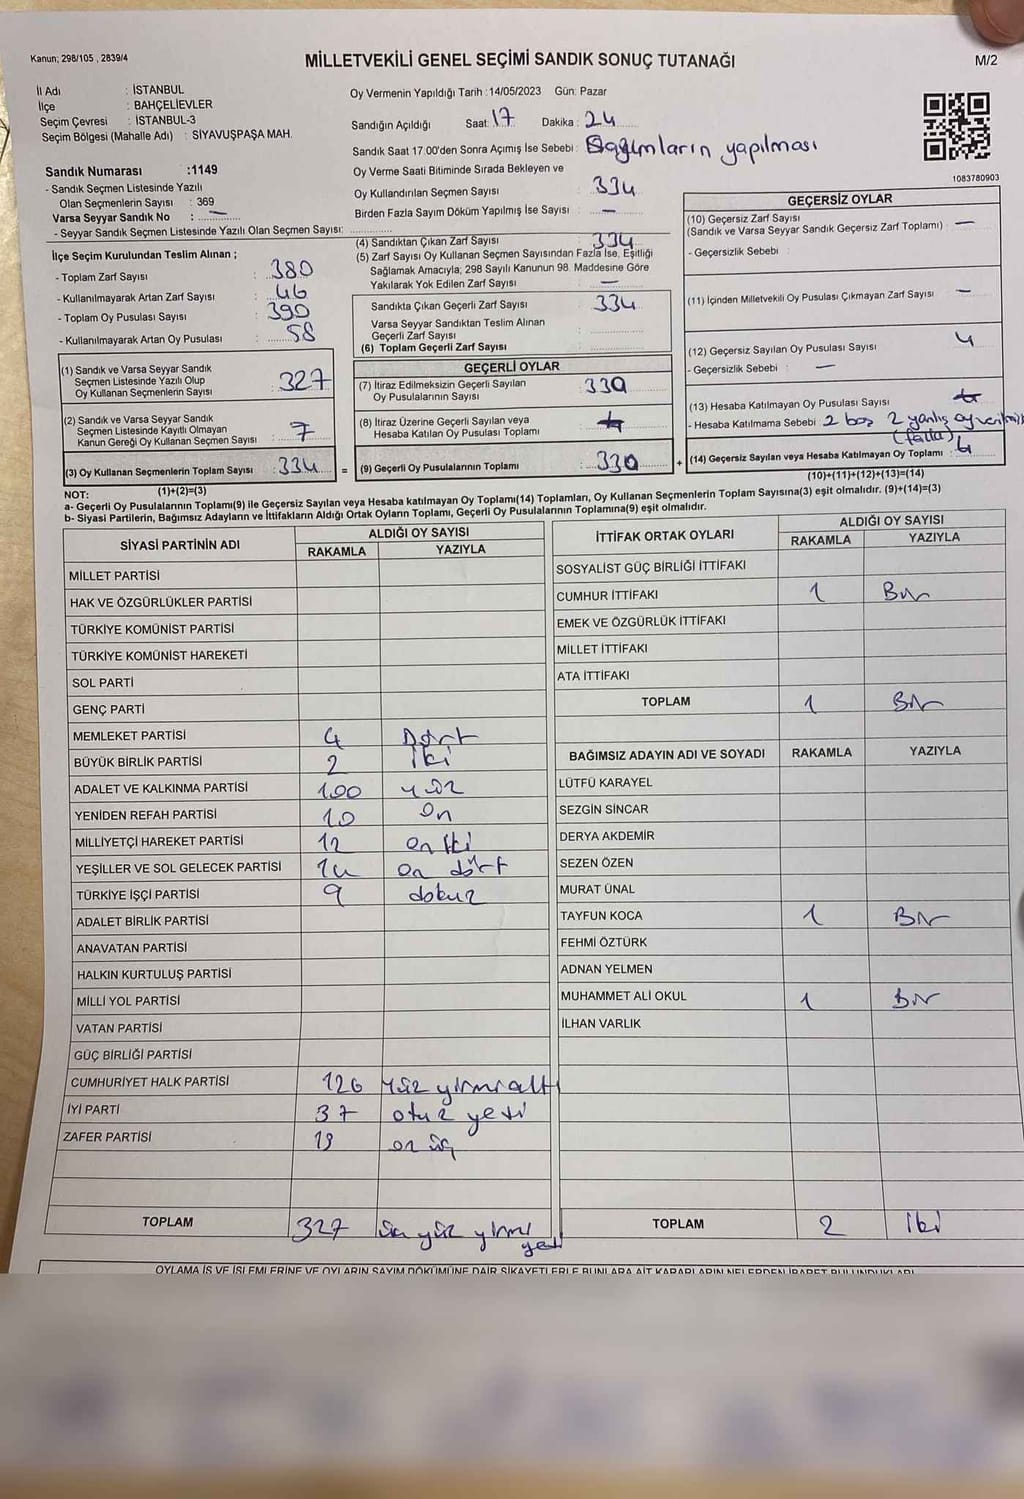 Kanun; 298/105 , 2839/4
MİLLETVEKİLİ GENEL SEÇİMİ SANDIK SONUÇ TUTANAĞI
M/2
İl Adı : İSTANBUL
İlçe : BAHÇELİEVLER
Seçim Çevresi : İSTANBUL-3
Seçim Bölgesi (Mahalle Adı) : SİYAVUŞPAŞA MAH.
Oy Vermenin Yapıldığı Tarih :14/05/2023 Gün: Pazar
Sandığın Açıldığı Saat: 17 Dakika : 24
Sandık Saat 17.00'den Sonra Açımış İse Sebebi : Sayımların yapılması
Oy Verme Saati Bitiminde Sırada Bekleyen ve
Oy Kullandırılan Seçmen Sayısı : 334
Birden Fazla Sayım Döküm Yapılmış İse Sayısı : —
1083780903
Sandık Numarası :1149
- Sandık Seçmen Listesinde Yazılı
Olan Seçmenlerin Sayısı : 369
Varsa Seyyar Sandık No : —
- Seyyar Sandık Seçmen Listesinde Yazılı Olan Seçmen Sayısı:
İlçe Seçim Kurulundan Teslim Alınan ;
- Toplam Zarf Sayısı : 380
- Kullanılmayarak Artan Zarf Sayısı : 46
- Toplam Oy Pusulası Sayısı : 390
- Kullanılmayarak Artan Oy Pusulası : 58
(1) Sandık ve Varsa Seyyar Sandık
Seçmen Listesinde Yazılı Olup
Oy Kullanan Seçmenlerin Sayısı : 327
(2) Sandık ve Varsa Seyyar Sandık
Seçmen Listesinde Kayıtlı Olmayan
Kanun Gereği Oy Kullanan Seçmen Sayısı : 7
(3) Oy Kullanan Seçmenlerin Toplam Sayısı : 334 =
(1)+(2)=(3)
(4) Sandıktan Çıkan Zarf Sayısı : 334
(5) Zarf Sayısı Oy Kullanan Seçmen Sayısından Fazla İse, Eşitliği
Sağlamak Amacıyla; 298 Sayılı Kanunun 98. Maddesine Göre
Yakılarak Yok Edilen Zarf Sayısı : —
Sandıkta Çıkan Geçerli Zarf Sayısı : 334
Varsa Seyyar Sandıktan Teslim Alınan
Geçerli Zarf Sayısı :
(6) Toplam Geçerli Zarf Sayısı :
GEÇERLİ OYLAR
(7) İtiraz Edilmeksizin Geçerli Sayılan
Oy Pusulalarının Sayısı : 330
(8) İtiraz Üzerine Geçerli Sayılan veya
Hesaba Katılan Oy Pusulası Toplamı :
(9) Geçerli Oy Pusulalarının Toplamı : 330 +
GEÇERSİZ OYLAR
(10) Geçersiz Zarf Sayısı
(Sandık ve Varsa Seyyar Sandık Geçersiz Zarf Toplamı) : —
- Geçersizlik Sebebi :
(11) İçinden Milletvekili Oy Pusulası Çıkmayan Zarf Sayısı : —
(12) Geçersiz Sayılan Oy Pusulası Sayısı : 4
- Geçersizlik Sebebi : —
(13) Hesaba Katılmayan Oy Pusulası Sayısı :
- Hesaba Katılmama Sebebi : 2 boş 2 yanlış oy verilmiş
(fazla)
(14) Geçersiz Sayılan veya Hesaba Katılmayan Oy Toplamı : 4
(10)+(11)+(12)+(13)=(14)
NOT:
a- Geçerli Oy Pusulalarının Toplamı(9) ile Geçersiz Sayılan veya Hesaba katılmayan Oy Toplamı(14) Toplamları, Oy Kullanan Seçmenlerin Toplam Sayısına(3) eşit olmalıdır. (9)+(14)=(3)
b- Siyasi Partilerin, Bağımsız Adayların ve İttifakların Aldığı Ortak Oyların Toplamı, Geçerli Oy Pusulalarının Toplamına(9) eşit olmalıdır.
SİYASİ PARTİNİN ADI ALDIĞI OY SAYISI
RAKAMLA YAZIYLA
MİLLET PARTİSİ
HAK VE ÖZGÜRLÜKLER PARTİSİ
TÜRKİYE KOMÜNİST PARTİSİ
TÜRKİYE KOMÜNİST HAREKETİ
SOL PARTİ
GENÇ PARTİ
MEMLEKET PARTİSİ 4 Dört
BÜYÜK BİRLİK PARTİSİ 2 iki
ADALET VE KALKINMA PARTİSİ 100 yüz
YENİDEN REFAH PARTİSİ 10 On
MİLLİYETÇİ HAREKET PARTİSİ 12 on iki
YEŞİLLER VE SOL GELECEK PARTİSİ 14 on dört
TÜRKİYE İŞÇİ PARTİSİ 9 dokuz
ADALET BİRLİK PARTİSİ
ANAVATAN PARTİSİ
HALKIN KURTULUŞ PARTİSİ
MİLLİ YOL PARTİSİ
VATAN PARTİSİ
GÜÇ BİRLİĞİ PARTİSİ
CUMHURİYET HALK PARTİSİ 126 Yüz yirmi altı
İYİ PARTİ 37 otuz yedi
ZAFER PARTİSİ 13 on üç
TOPLAM 327 üç yüz yirmi yedi
İTTİFAK ORTAK OYLARI ALDIĞI OY SAYISI
RAKAMLA YAZIYLA
SOSYALİST GÜÇ BİRLİĞİ İTTİFAKI
CUMHUR İTTİFAKI 1 Bir
EMEK VE ÖZGÜRLÜK İTTİFAKI
MİLLET İTTİFAKI
ATA İTTİFAKI
TOPLAM 1 Bir
BAĞIMSIZ ADAYIN ADI VE SOYADI RAKAMLA YAZIYLA
LÜTFÜ KARAYEL
SEZGİN SİNCAR
DERYA AKDEMİR
SEZEN ÖZEN
MURAT ÜNAL
TAYFUN KOCA 1 Bir
FEHMİ ÖZTÜRK
ADNAN YELMEN
MUHAMMET ALİ OKUL 1 Bir
İLHAN VARLIK
TOPLAM 2 iki
OYLAMA İŞ VE İŞLEMLERİNE VE OYLARIN SAYIM DÖKÜMÜNE DAİR ŞİKAYETLERLE BUNLARA AİT KARARLARIN NELERDEN İBARET BULUNDUKLARI